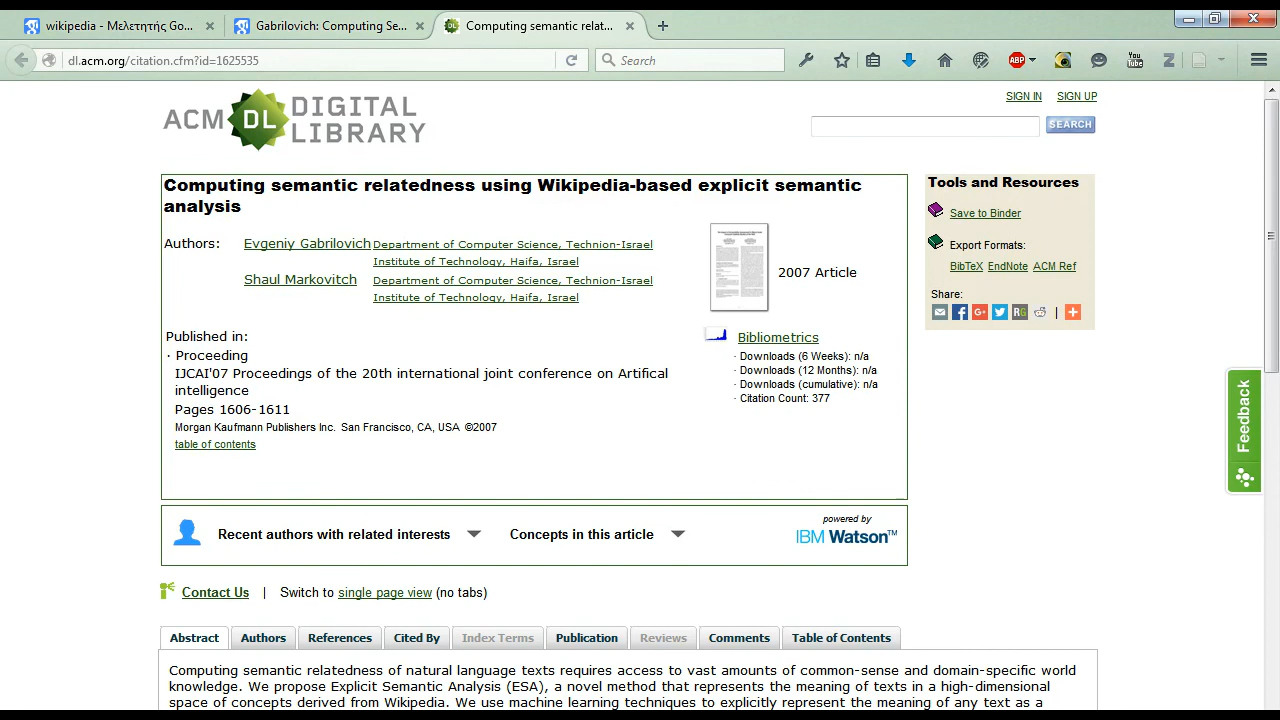 wikipedia - Μελετητής Go...
Gabrilovich: Computing Se...
Computing semantic relat...
dl.acm.org/citation.cfm?id=1625535
Search
ABP
You Tube
Z
ACM DL DIGITAL LIBRARY
SIGN IN SIGN UP
SEARCH
Computing semantic relatedness using Wikipedia-based explicit semantic
analysis
Authors: Evgeniy Gabrilovich Department of Computer Science, Technion-Israel
Institute of Technology, Haifa, Israel
Shaul Markovitch Department of Computer Science, Technion-Israel
Institute of Technology, Haifa, Israel
2007 Article
Published in:
· Proceeding
IJCAI'07 Proceedings of the 20th international joint conference on Artifical
intelligence
Pages 1606-1611
Morgan Kaufmann Publishers Inc. San Francisco, CA, USA ©2007
table of contents
Bibliometrics
· Downloads (6 Weeks): n/a
· Downloads (12 Months): n/a
· Downloads (cumulative): n/a
· Citation Count: 377
Tools and Resources
Save to Binder
Export Formats:
BibTeX EndNote ACM Ref
Share:
G+ RG |
Feedback
Recent authors with related interests
Concepts in this article
powered by
IBM Watson™
Contact Us | Switch to single page view (no tabs)
Abstract Authors References Cited By Index Terms Publication Reviews Comments Table of Contents
Computing semantic relatedness of natural language texts requires access to vast amounts of common-sense and domain-specific world
knowledge. We propose Explicit Semantic Analysis (ESA), a novel method that represents the meaning of texts in a high-dimensional
space of concepts derived from Wikipedia. We use machine learning techniques to explicitly represent the meaning of any text as a